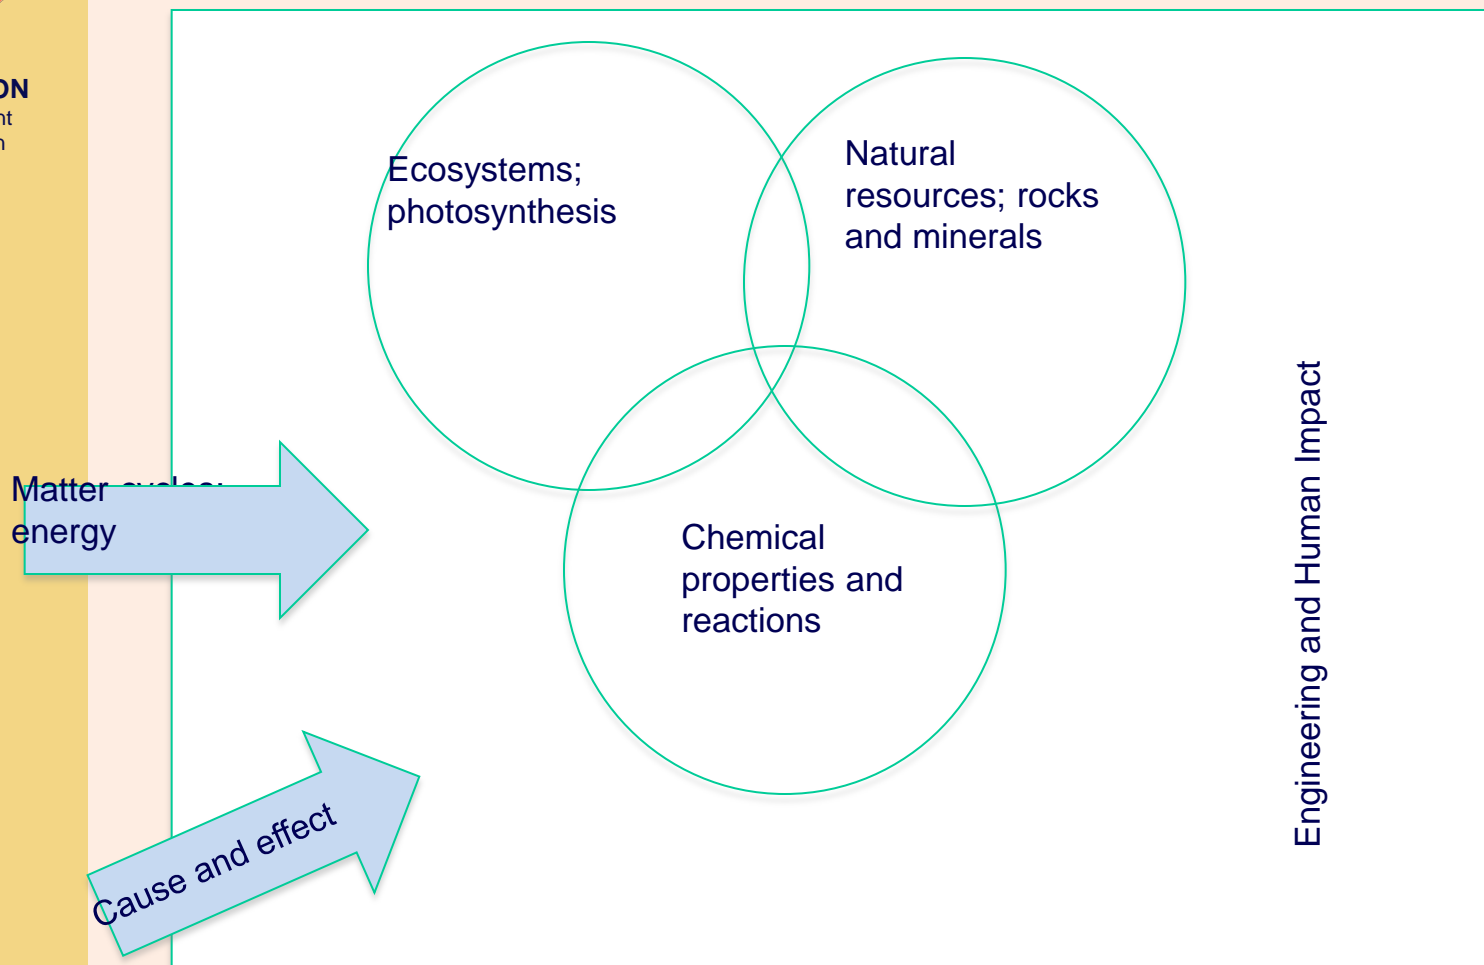 ON
nt
n
Ecosystems;
photosynthesis
Natural
resources; rocks
and minerals
Matter cycles;
energy
Chemical
properties and
reactions
Cause and effect
Engineering and Human Impact